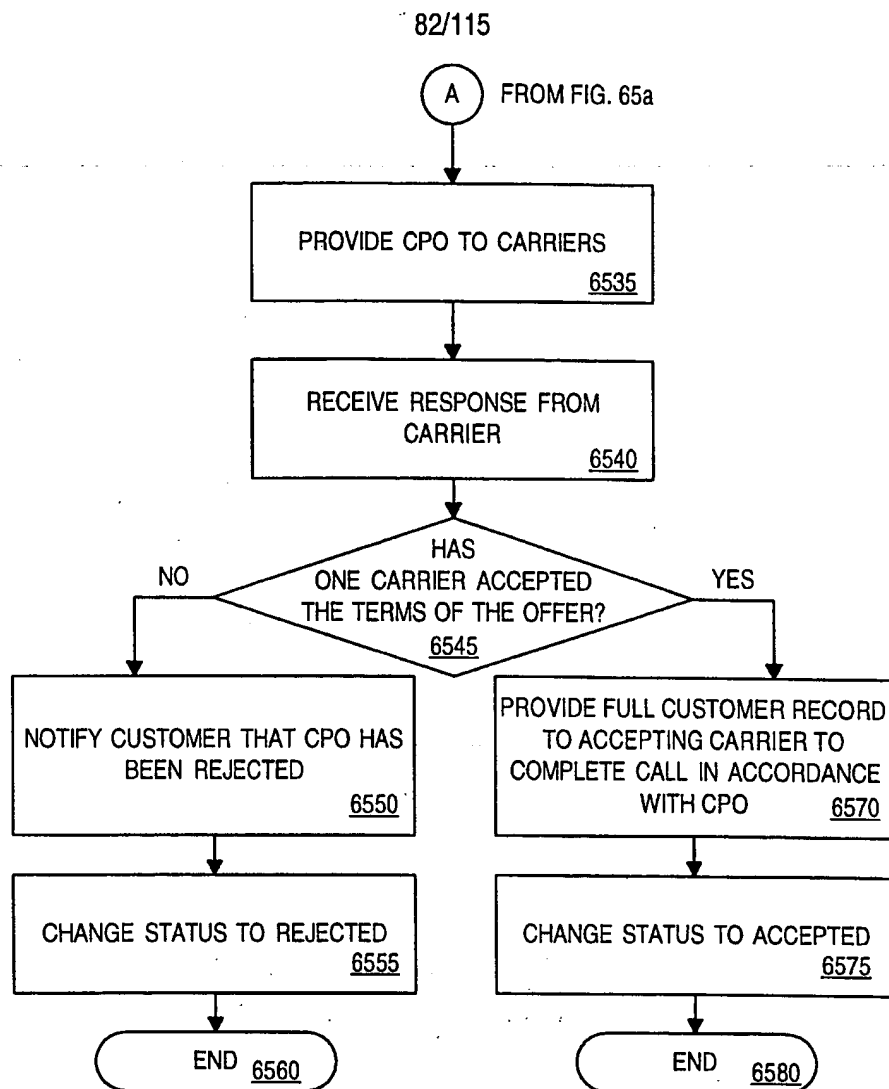 82/115
A FROM FIG. 65a
PROVIDE CPO TO CARRIERS
6535
RECEIVE RESPONSE FROM
CARRIER
6540
HAS
ONE CARRIER ACCEPTED
THE TERMS OF THE OFFER?
6545
NO
YES
NOTIFY CUSTOMER THAT CPO HAS
BEEN REJECTED
6550
PROVIDE FULL CUSTOMER RECORD
TO ACCEPTING CARRIER TO
COMPLETE CALL IN ACCORDANCE
WITH CPO 6570
CHANGE STATUS TO REJECTED
6555
CHANGE STATUS TO ACCEPTED
6575
END 6560
END 6580